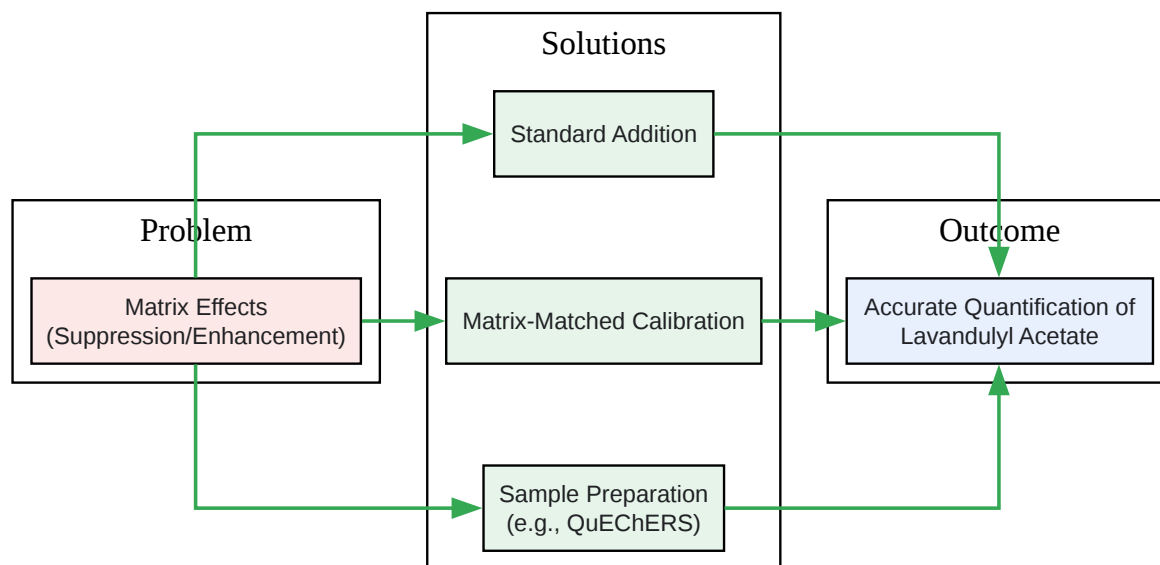 Solutions
Standard Addition
Problem
Outcome
Matrix Effects
(Suppression/Enhancement)
Matrix-Matched Calibration
Accurate Quantification of
Lavandulyl Acetate
Sample Preparation
(e.g., QuEChERS)